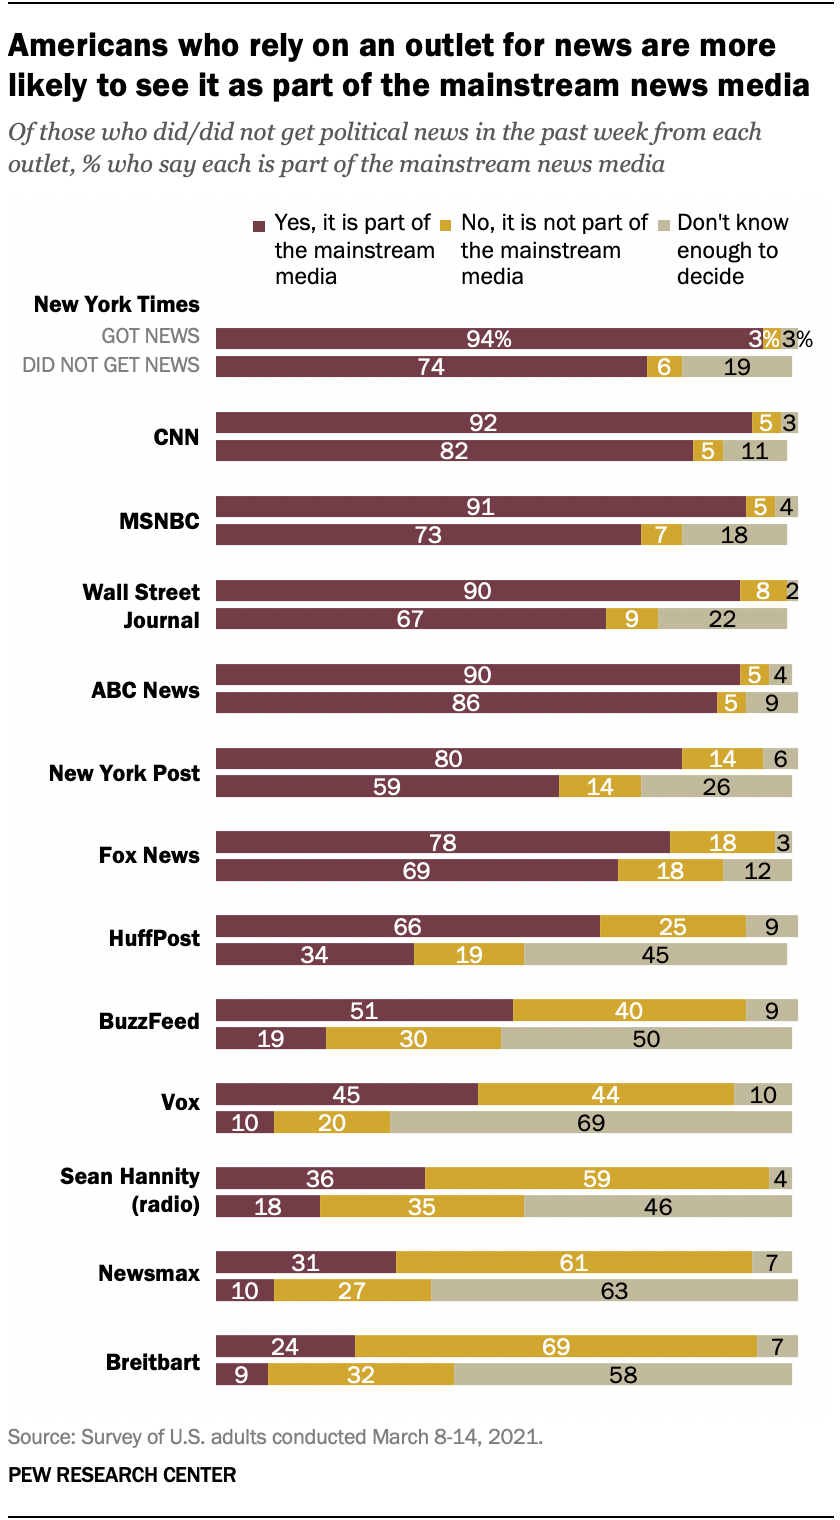 Americans who rely on an outlet for news are more
likely to see it as part of the mainstream news media
Of those who did/did not get political news in the past week from each
outlet, % who say each is part of the mainstream news media
Yes, it is part of
the mainstream
media
No, it is not part of
the mainstream
media
Don't know
enough to
decide
New York Times
GOT NEWS 94% 3% 3%
DID NOT GET NEWS 74 6 19
CNN
92 5 3
82 5 11
MSNBC
91 5 4
73 7 18
Wall Street
Journal
90 8 2
67 9 22
ABC News
90 5 4
86 5 9
New York Post
80 14 6
59 14 26
Fox News
78 18 3
69 18 12
HuffPost
66 25 9
34 19 45
BuzzFeed
51 40 9
19 30 50
Vox
45 44 10
10 20 69
Sean Hannity
(radio)
36 59 4
18 35 46
Newsmax
31 61 7
10 27 63
Breitbart
24 69 7
9 32 58
Source: Survey of U.S. adults conducted March 8-14, 2021.
PEW RESEARCH CENTER